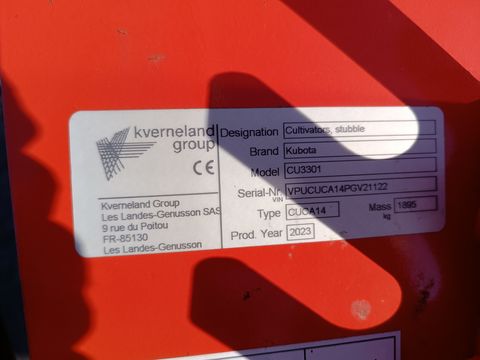 kverneland
group
CE
Kverneland Group
Les Landes-Genusson SAS
9 rue du Poitou
FR-85130
Les Landes-Genusson
Designation Cultivators, stubble
Brand Kubota
Model CU3301
Serial-Nr. VPUCUCA14PGV21122
VIN
Type CUCA14 Mass 1895
kg
Prod. Year 2023